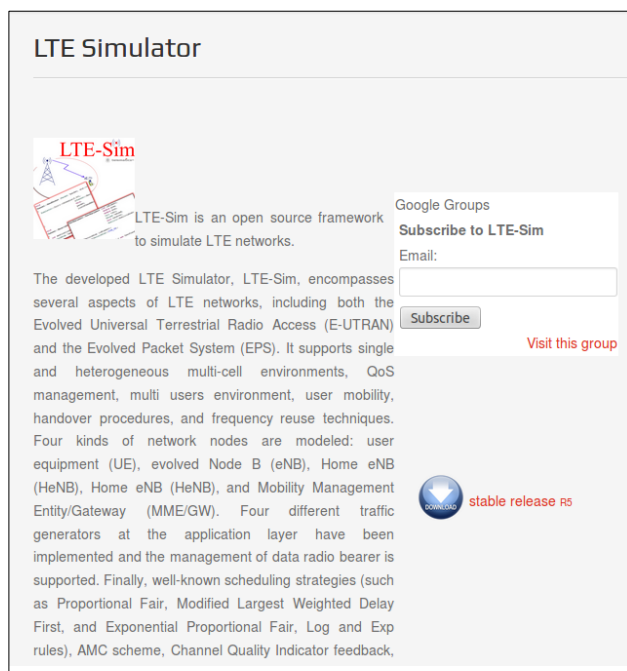 LTE Simulator
LTE-Sim
LTE-Sim is an open source framework
to simulate LTE networks.
The developed LTE Simulator, LTE-Sim, encompasses
several aspects of LTE networks, including both the
Evolved Universal Terrestrial Radio Access (E-UTRAN)
and the Evolved Packet System (EPS). It supports single
and heterogeneous multi-cell environments, QoS
management, multi users environment, user mobility,
handover procedures, and frequency reuse techniques.
Four kinds of network nodes are modeled: user
equipment (UE), evolved Node B (eNB), Home eNB
(HeNB), Home eNB (HeNB), and Mobility Management
Entity/Gateway (MME/GW). Four different traffic
generators at the application layer have been
implemented and the management of data radio bearer is
supported. Finally, well-known scheduling strategies (such
as Proportional Fair, Modified Largest Weighted Delay
First, and Exponential Proportional Fair, Log and Exp
rules), AMC scheme, Channel Quality Indicator feedback,
Google Groups
Subscribe to LTE-Sim
Email:
Subscribe
Visit this group
DOWNLOAD
stable release R5